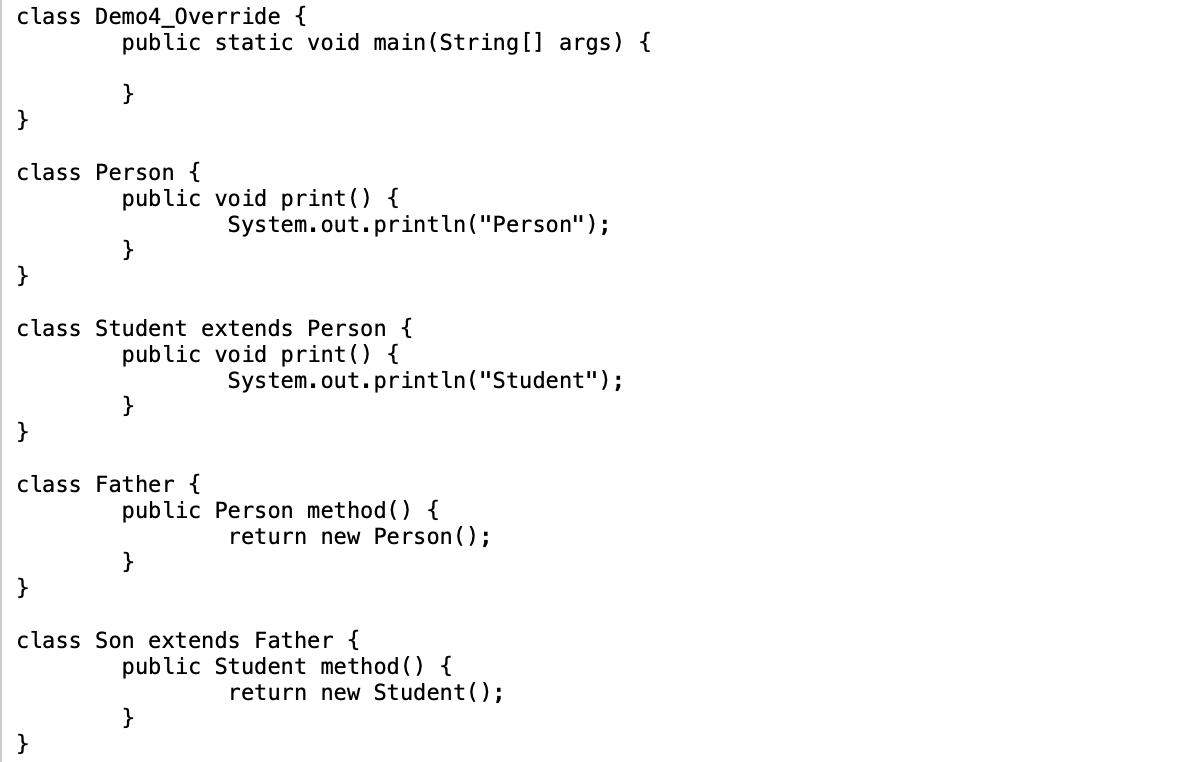 class Demo4_Override {
        public static void main(String[] args) {

        }
}

class Person {
        public void print() {
                System.out.println("Person");
        }
}

class Student extends Person {
        public void print() {
                System.out.println("Student");
        }
}

class Father {
        public Person method() {
                return new Person();
        }
}

class Son extends Father {
        public Student method() {
                return new Student();
        }
}